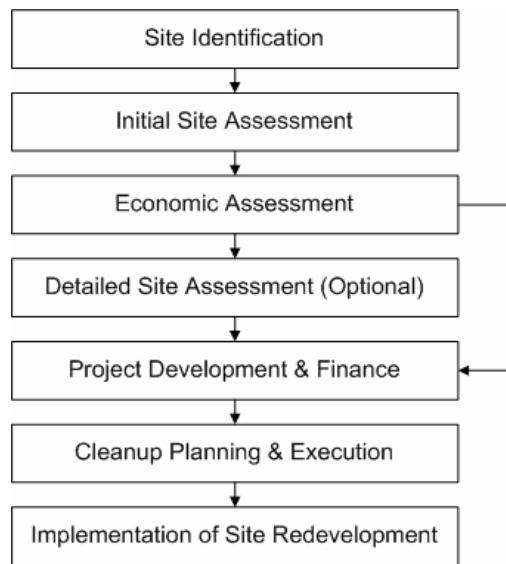 Site Identification
Initial Site Assessment
Economic Assessment
Detailed Site Assessment (Optional)
Project Development & Finance
Cleanup Planning & Execution
Implementation of Site Redevelopment